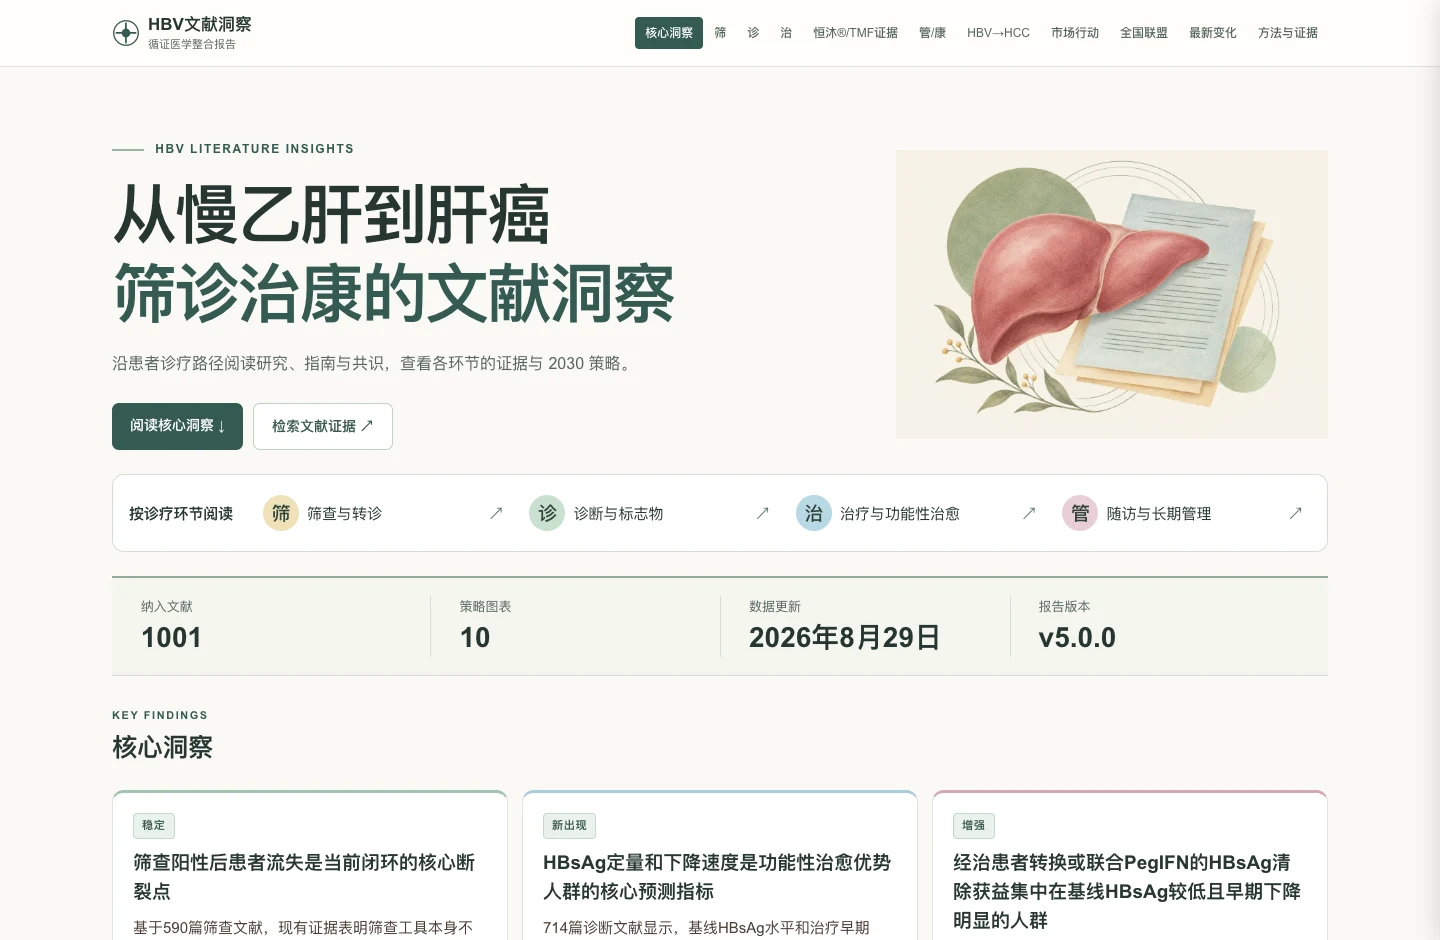 HBV文献洞察
循证医学整合报告
核心洞察 筛 诊 治 恒沐®/TMF证据 管/康 HBV→HCC 市场行动 全国联盟 最新变化 方法与证据
HBV LITERATURE INSIGHTS
从慢乙肝到肝癌
筛诊治康的文献洞察
沿患者诊疗路径阅读研究、指南与共识，查看各环节的证据与 2030 策略。
阅读核心洞察 ↓ 检索文献证据 ↗
按诊疗环节阅读 筛 筛查与转诊 ↗ 诊 诊断与标志物 ↗ 治 治疗与功能性治愈 ↗ 管 随访与长期管理 ↗
纳入文献 策略图表 数据更新 报告版本
1001 10 2026年8月29日 v5.0.0
KEY FINDINGS
核心洞察
稳定
筛查阳性后患者流失是当前闭环的核心断
裂点
基于590篇筛查文献，现有证据表明筛查工具本身不
新出现
HBsAg定量和下降速度是功能性治愈优势
人群的核心预测指标
714篇诊断文献显示，基线HBsAg水平和治疗早期
增强
经治患者转换或联合PegIFN的HBsAg清
除获益集中在基线HBsAg较低且早期下降
明显的人群